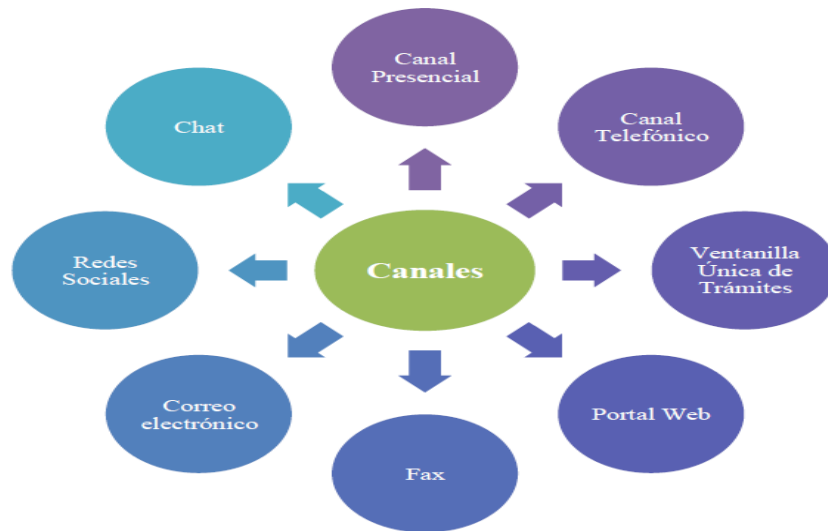 Canal
Presencial
Canal
Telefónico
Ventanilla
Única de
Trámites
Portal Web
Fax
Correo
electrónico
Redes
Sociales
Chat
Canales